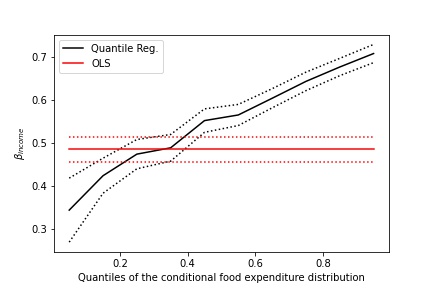 Quantile Reg.
OLS
0.7
0.6
0.5
0.4
0.3
βIncome
0.2
0.4
0.6
0.8
Quantiles of the conditional food expenditure distribution